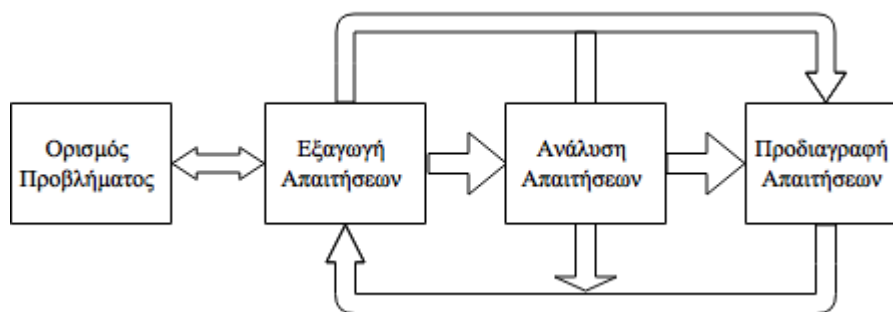 Ορισμός
Προβλήματος
Εξαγωγή
Απαιτήσεων
Ανάλυση
Απαιτήσεων
Προδιαγραφή
Απαιτήσεων